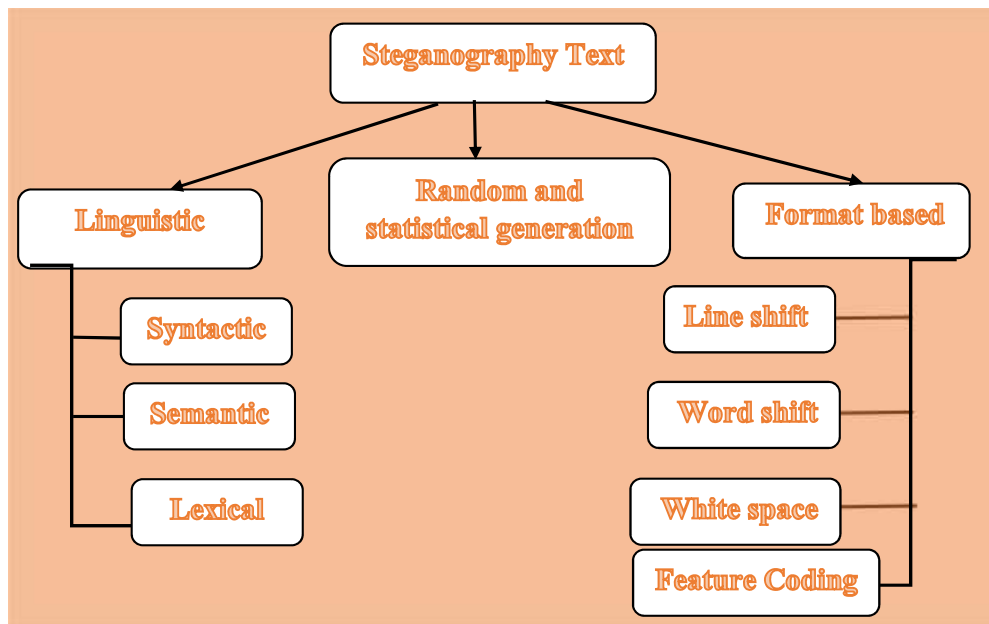 Steganography Text
Linguistic
Random and
statistical generation
Format based
Syntactic
Semantic
Lexical
Line shift
Word shift
White space
Feature Coding